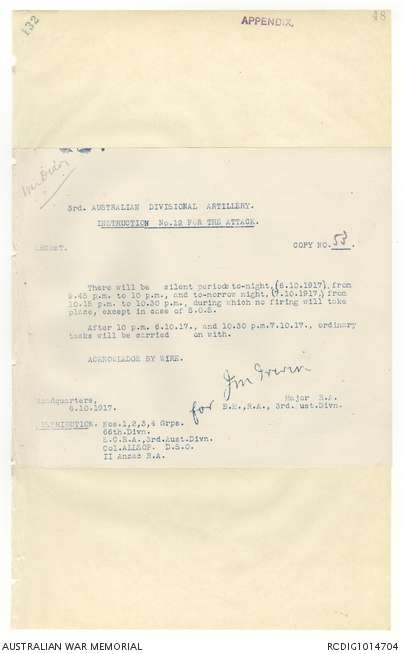 132
APPENDIX.
48
War Diary
3rd. AUSTRALIAN DIVISIONAL ARTILLERY.
INSTRUCTION No.12 FOR THE ATTACK.
SECRET. COPY NO. 53.
There will be silent periods to-night, (6.10.1917) from
9.45 p.m. to 10 p.m., and to-morrow night, (7.10.1917) from
10.15 p.m. to 10.30 p.m., during which no firing will take
place, except in case of S.O.S.
After 10 p.m. 6.10.17., and 10.30 p.m.7.10.17., ordinary
tasks will be carried on with.
ACKNOWLEDGE BY WIRE.
for
Headquarters, Major R.A.
6.10.1917. B.M.,R.A., 3rd.Aust.Divn.
DISTRIBUTION. Nos.1,2,3,4 Grps.
66th.Divn.
S.C.R.A.,3rd.Aust.Divn.
Col.ALLSOP. D.S.O.
II Anzac R.A.
AUSTRALIAN WAR MEMORIAL
RCDIG1014704